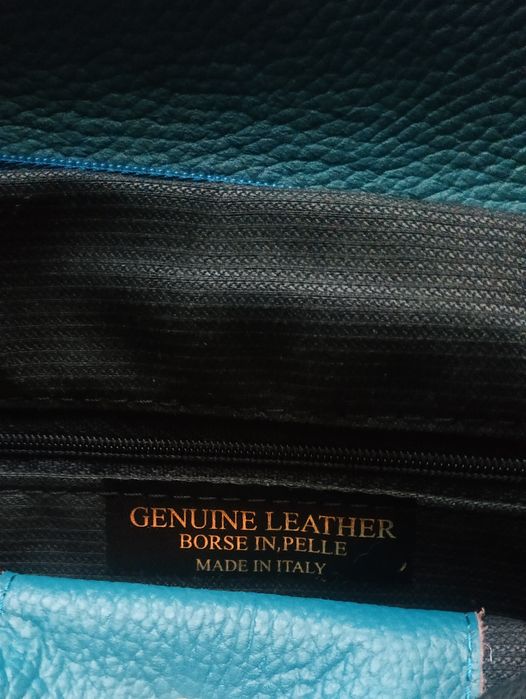 GENUINE LEATHER
BORSE IN,PELLE
MADE IN ITALY